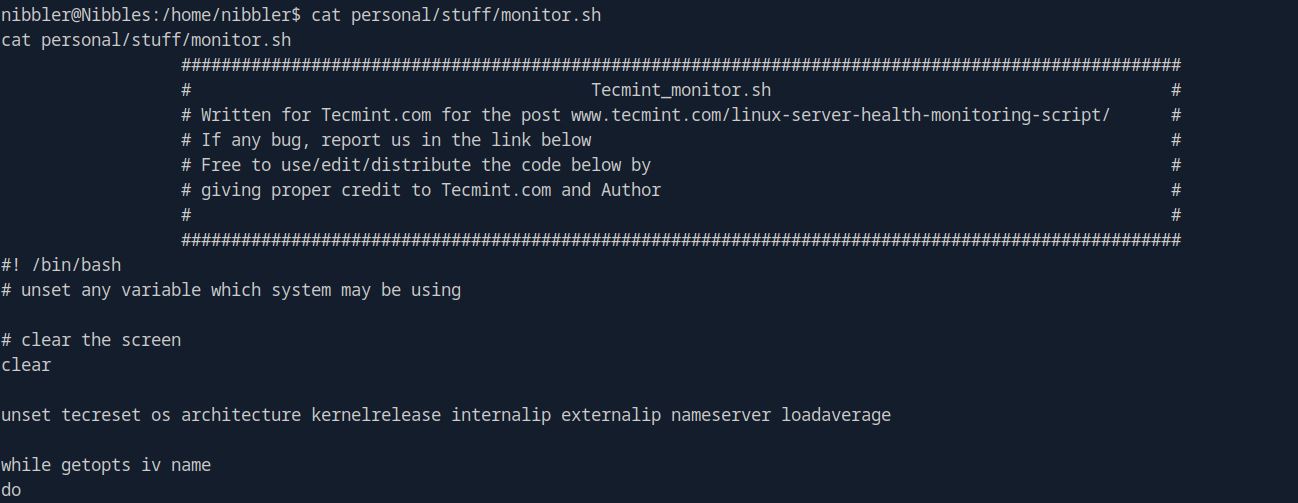 nibbler@Nibbles:/home/nibbler$ cat personal/stuff/monitor.sh
cat personal/stuff/monitor.sh
                  ####################################################################################################
                  #                                        Tecmint_monitor.sh                                        #
                  # Written for Tecmint.com for the post www.tecmint.com/linux-server-health-monitoring-script/      #
                  # If any bug, report us in the link below                                                          #
                  # Free to use/edit/distribute the code below by                                                    #
                  # giving proper credit to Tecmint.com and Author                                                   #
                  #                                                                                                  #
                  ####################################################################################################
#! /bin/bash
# unset any variable which system may be using

# clear the screen
clear

unset tecreset os architecture kernelrelease internalip externalip nameserver loadaverage

while getopts iv name
do